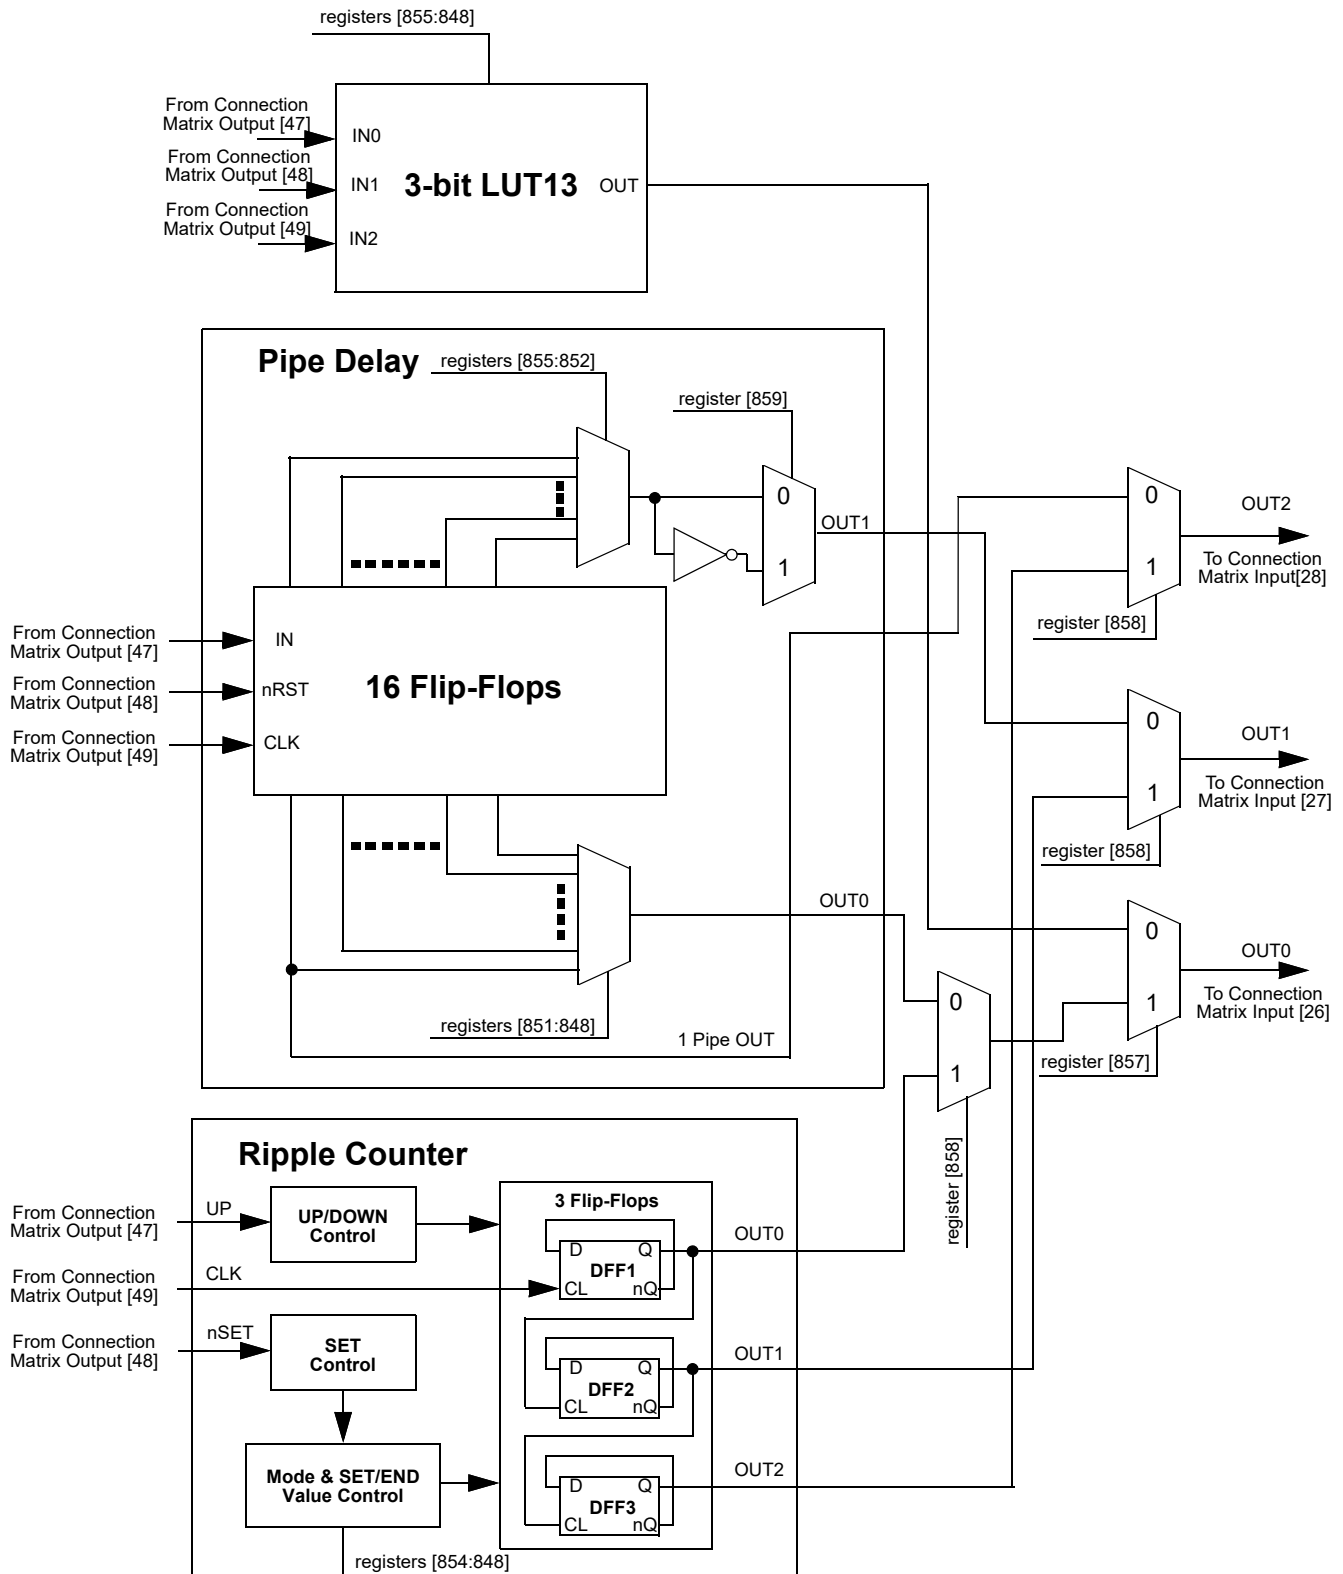 registers [855:848]
From Connection
Matrix Output [47]
IN0
From Connection
Matrix Output [48]
IN1
3-bit LUT13
OUT
From Connection
Matrix Output [49]
IN2
Pipe Delay
registers [855:852]
register [859]
0
1
OUT1
0
1
OUT2
To Connection
Matrix Input[28]
register [858]
From Connection
Matrix Output [47]
IN
From Connection
Matrix Output [48]
nRST
16 Flip-Flops
From Connection
Matrix Output [49]
CLK
0
1
OUT1
To Connection
Matrix Input [27]
register [858]
OUT0
registers [851:848]
1 Pipe OUT
0
1
0
1
OUT0
To Connection
Matrix Input [26]
register [857]
register [858]
Ripple Counter
From Connection
Matrix Output [47]
UP
UP/DOWN
Control
3 Flip-Flops
D
Q
DFF1
CL
nQ
OUT0
From Connection
Matrix Output [49]
CLK
From Connection
Matrix Output [48]
nSET
SET
Control
D
Q
DFF2
CL
nQ
OUT1
Mode & SET/END
Value Control
D
Q
DFF3
CL
nQ
OUT2
registers [854:848]